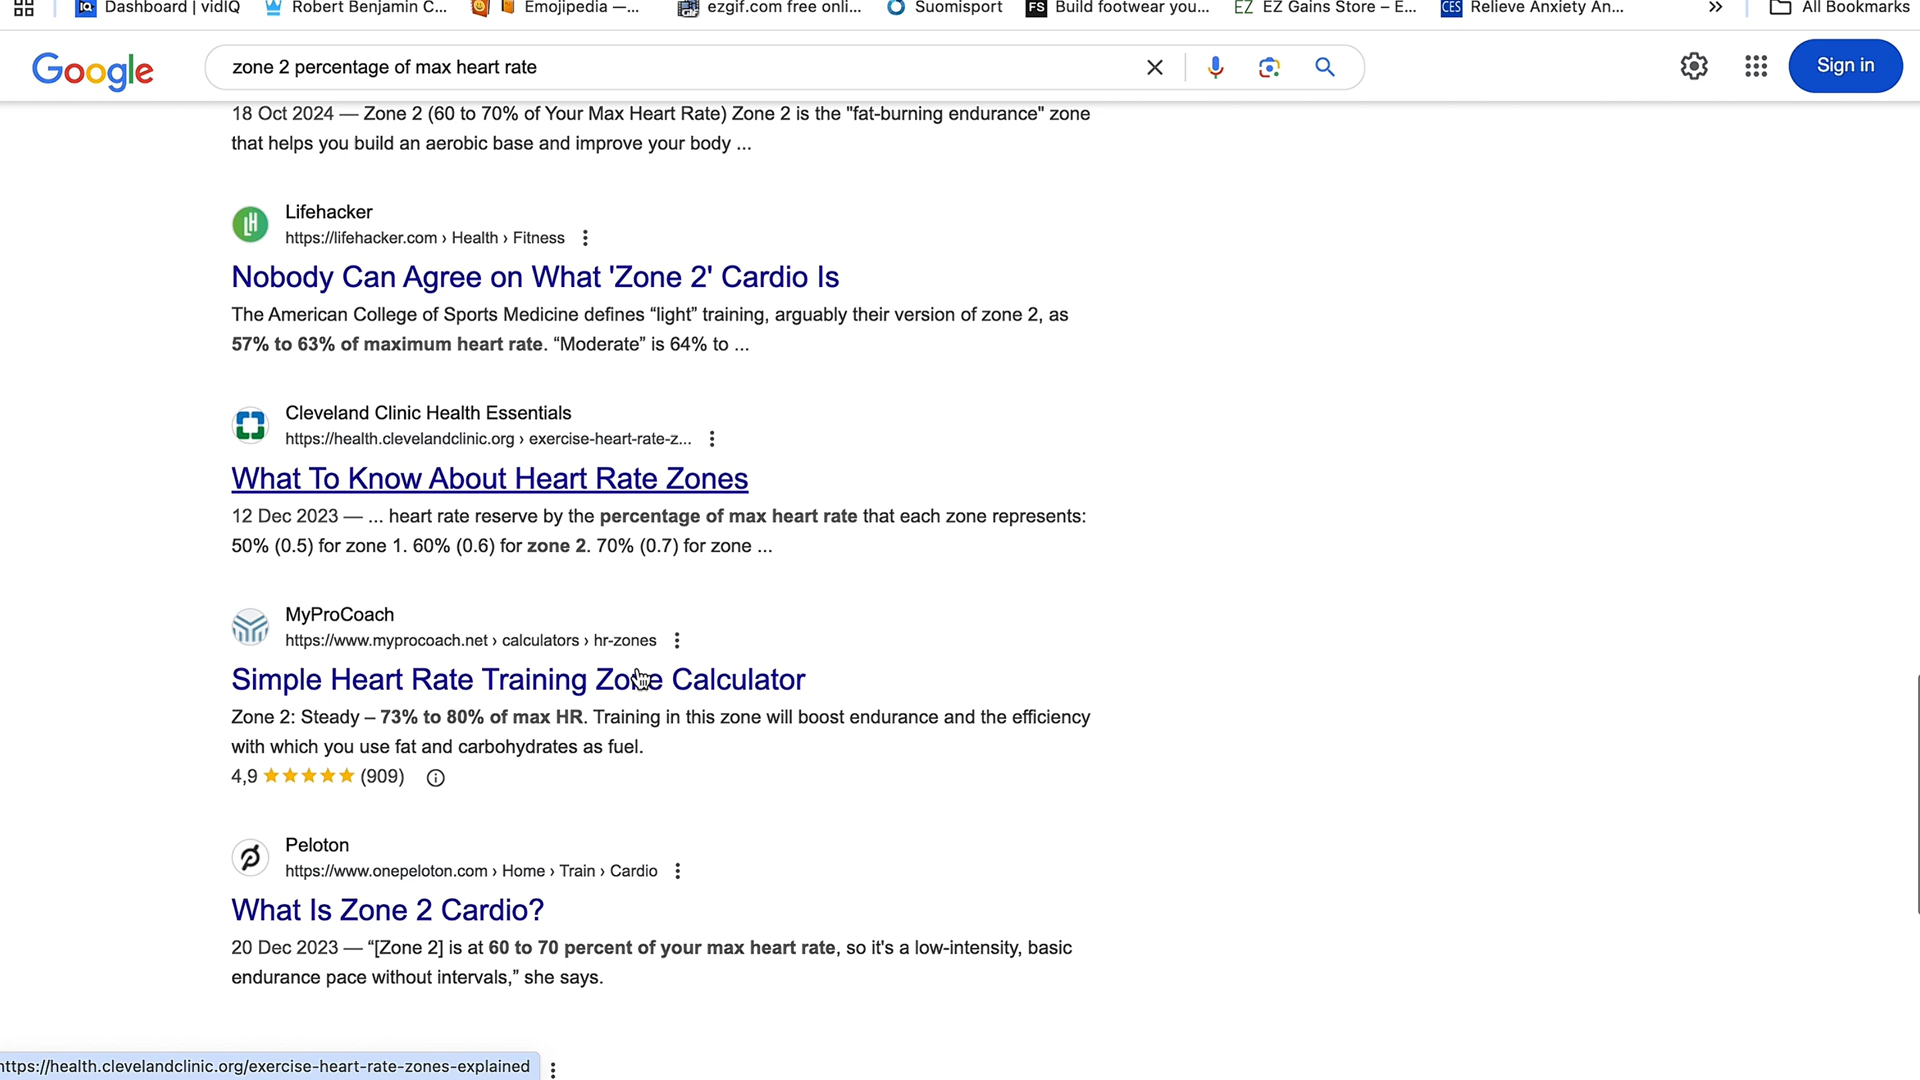 Dashboard | vidIQ
Robert Benjamin C...
Emojipedia —...
ezgif.com free onli...
Suomisport
FS
Build footwear you...
EZ
EZ Gains Store – E...
CES
Relieve Anxiety An...
»
All Bookmarks
Google
zone 2 percentage of max heart rate
Sign in
18 Oct 2024 — Zone 2 (60 to 70% of Your Max Heart Rate) Zone 2 is the "fat-burning endurance" zone
that helps you build an aerobic base and improve your body ...
Lifehacker
https://lifehacker.com › Health › Fitness
Nobody Can Agree on What 'Zone 2' Cardio Is
The American College of Sports Medicine defines “light” training, arguably their version of zone 2, as
57% to 63% of maximum heart rate. “Moderate” is 64% to ...
Cleveland Clinic Health Essentials
https://health.clevelandclinic.org › exercise-heart-rate-z...
What To Know About Heart Rate Zones
12 Dec 2023 — ... heart rate reserve by the percentage of max heart rate that each zone represents:
50% (0.5) for zone 1. 60% (0.6) for zone 2. 70% (0.7) for zone ...
MyProCoach
https://www.myprocoach.net › calculators › hr-zones
Simple Heart Rate Training Zone Calculator
Zone 2: Steady – 73% to 80% of max HR. Training in this zone will boost endurance and the efficiency
with which you use fat and carbohydrates as fuel.
4,9 ★★★★★ (909)
Peloton
https://www.onepeloton.com › Home › Train › Cardio
What Is Zone 2 Cardio?
20 Dec 2023 — “[Zone 2] is at 60 to 70 percent of your max heart rate, so it's a low-intensity, basic
endurance pace without intervals,” she says.
https://health.clevelandclinic.org/exercise-heart-rate-zones-explained